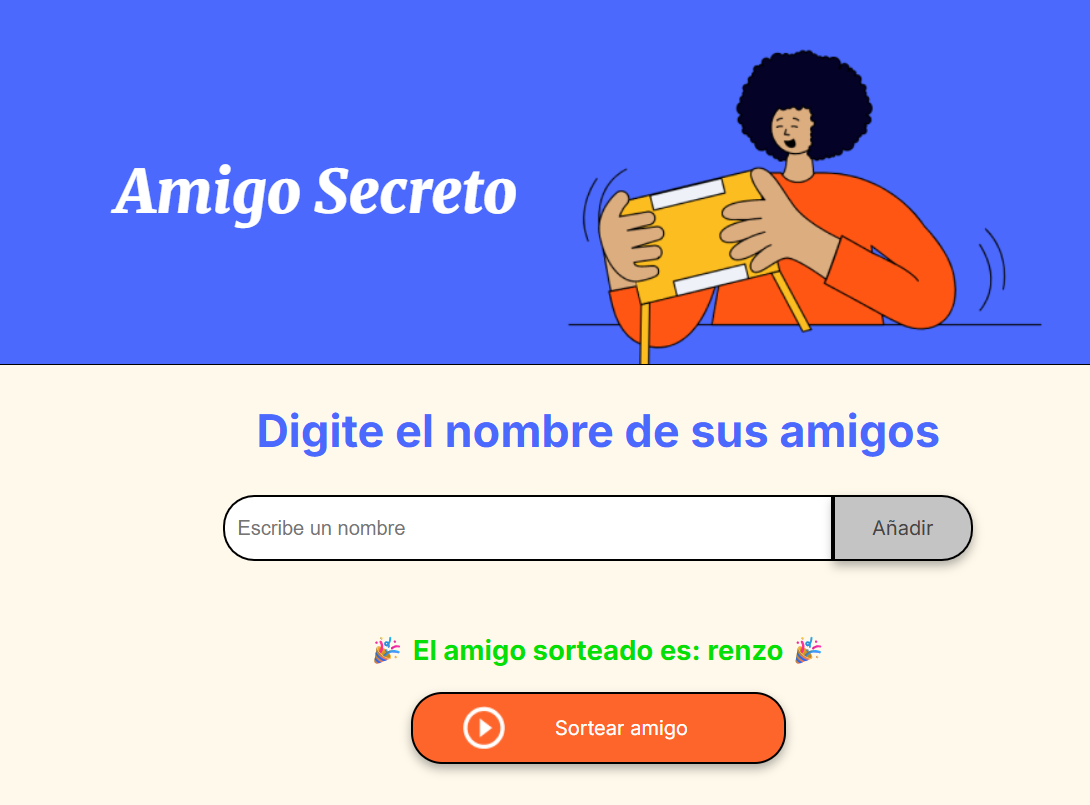 Amigo Secreto
Digite el nombre de sus amigos
Escribe un nombre
Añadir
🎉 El amigo sorteado es: renzo 🎉
Sortear amigo